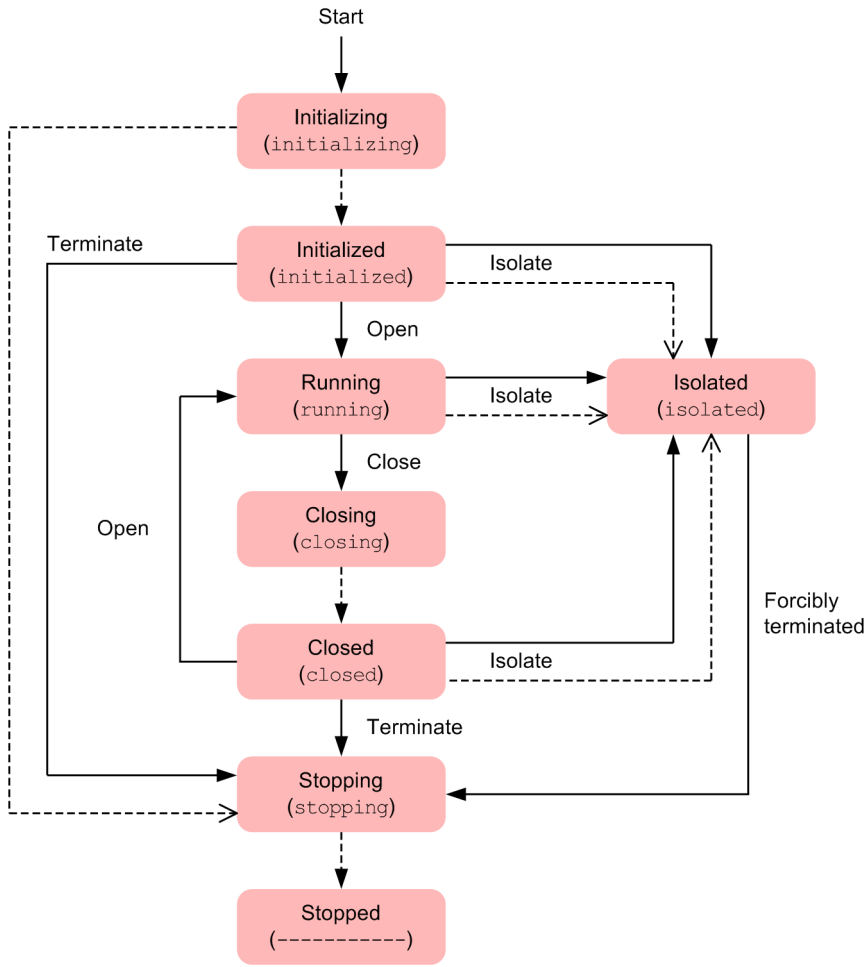 Start
Initializing
(initializing)
Terminate
Initialized
(initialized)
Isolate
Open
Running
(running)
Isolate
Isolated
(isolated)
Close
Open
Closing
(closing)
Forcibly
terminated
Closed
(closed)
Isolate
Terminate
Stopping
(stopping)
Stopped
(-----------)